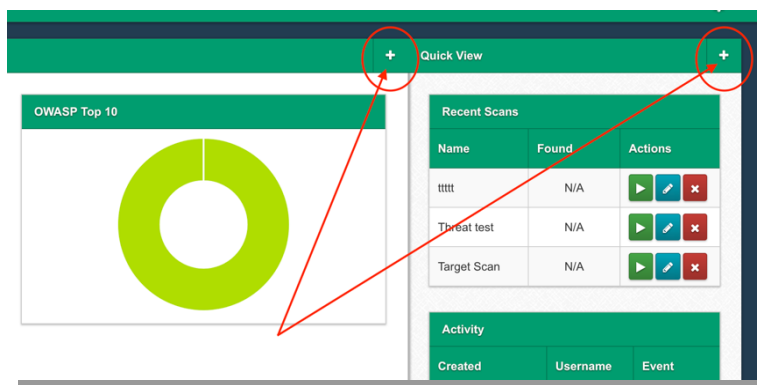 Quick View
OWASP Top 10
Recent Scans
Name Found Actions
ttttt N/A
Threat test N/A
Target Scan N/A
Activity
Created Username Event